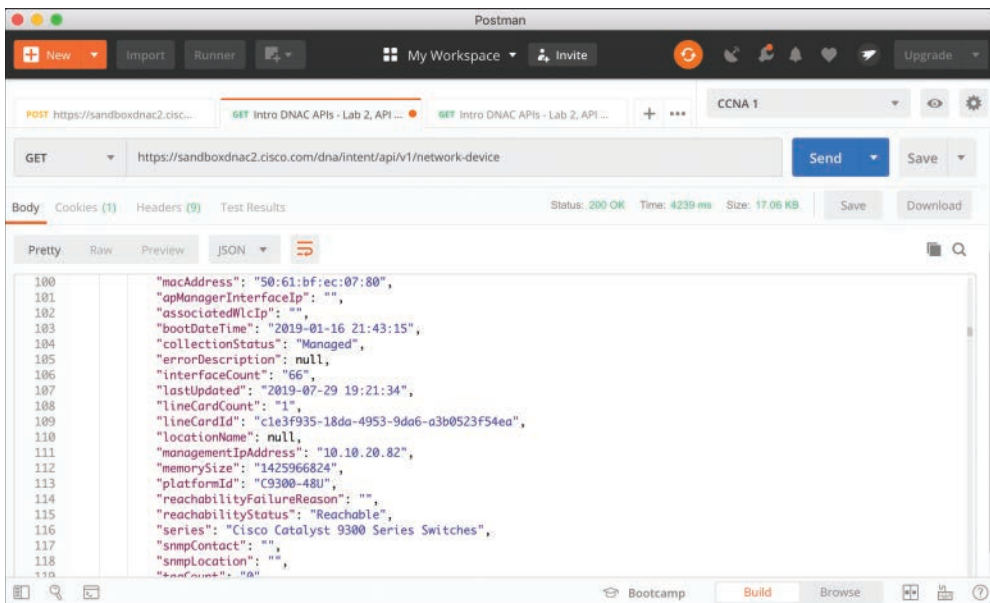 Postman
New Import Runner My Workspace Invite Upgrade
POST https://sandboxdnac2.cisc... GET Intro DNAC APIs - Lab 2, API ... GET Intro DNAC APIs - Lab 2, API ... + ••• CCNA 1
GET https://sandboxdnac2.cisco.com/dna/intent/api/v1/network-device Send Save
Body Cookies (1) Headers (9) Test Results Status: 200 OK Time: 4239 ms Size: 17.06 KB Save Download
Pretty Raw Preview JSON
100 "macAddress": "50:61:bf:ec:07:80",
101 "apManagerInterfaceIp": "",
102 "associatedWlcIp": "",
103 "bootDateTime": "2019-01-16 21:43:15",
104 "collectionStatus": "Managed",
105 "errorDescription": null,
106 "interfaceCount": "66",
107 "lastUpdated": "2019-07-29 19:21:34",
108 "lineCardCount": "1",
109 "lineCardId": "c1e3f935-18da-4953-9da6-a3b0523f54ea",
110 "locationName": null,
111 "managementIpAddress": "10.10.20.82",
112 "memorySize": "1425966824",
113 "platformId": "C9300-48U",
114 "reachabilityFailureReason": "",
115 "reachabilityStatus": "Reachable",
116 "series": "Cisco Catalyst 9300 Series Switches",
117 "snmpContact": "",
118 "snmpLocation": "",
119 "tagCount": "0"
Bootcamp Build Browse